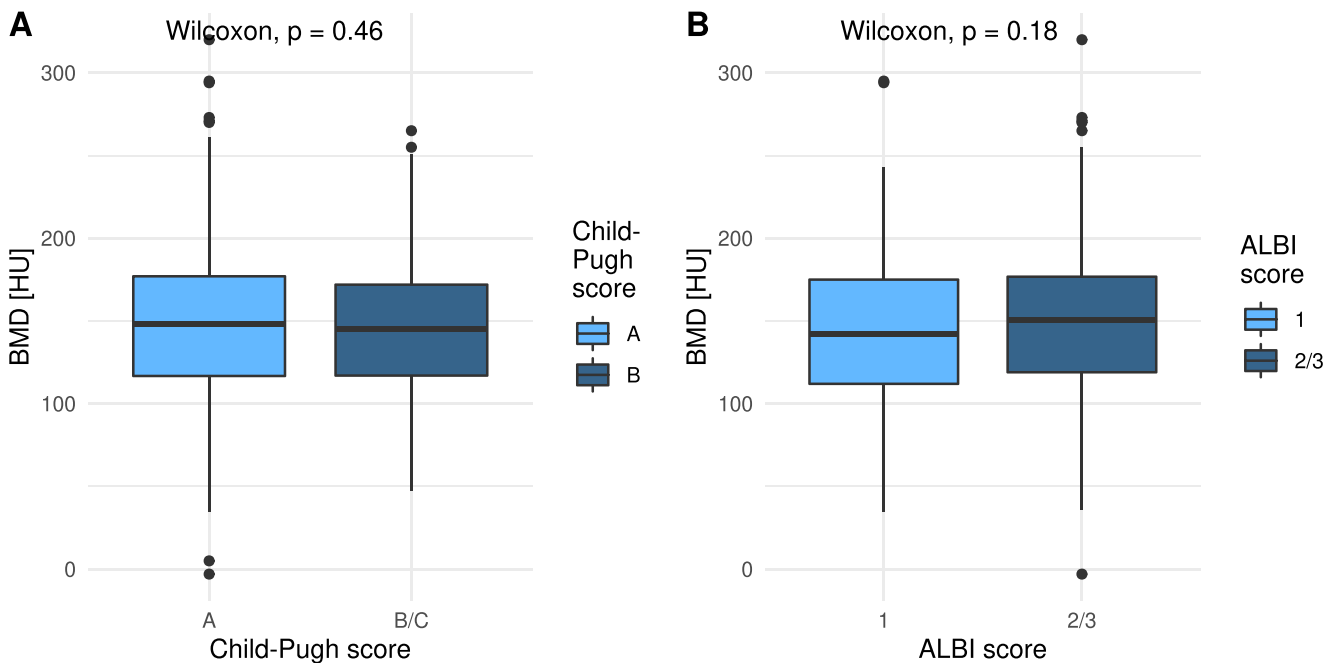 A
Wilcoxon, p = 0.46
300
200
100
0
BMD [HU]
A
B/C
Child-Pugh score
Child-
Pugh
score
A
B
B
Wilcoxon, p = 0.18
300
200
100
0
BMD [HU]
1
2/3
ALBI score
ALBI
score
1
2/3